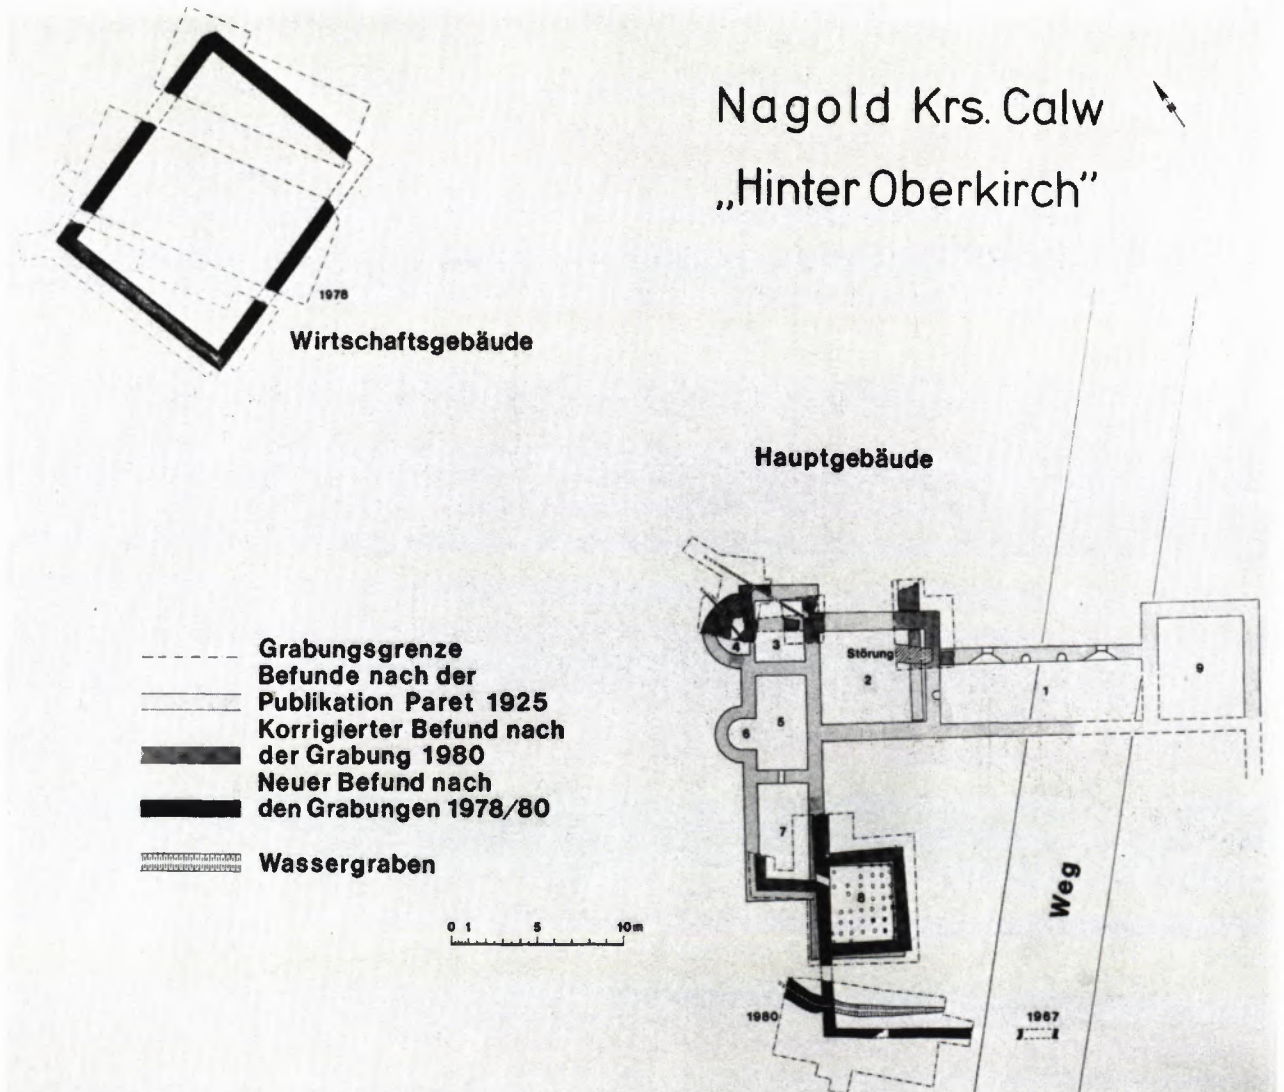 Nagold Krs. Calw
„Hinter Oberkirch”
1978
Wirtschaftsgebäude
Hauptgebäude
Grabungsgrenze
Befunde nach der
Publikation Paret 1925
Korrigierter Befund nach
der Grabung 1980
Neuer Befund nach
den Grabungen 1978/80
Wassergraben
0 1 5 10m
4
3
Störung
2
1
9
6
5
7
8
Weg
1980
1967